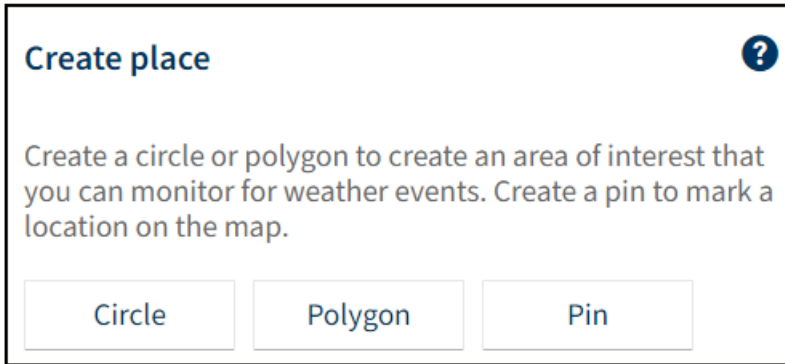 Create place
?
Create a circle or polygon to create an area of interest that
you can monitor for weather events. Create a pin to mark a
location on the map.
Circle Polygon Pin